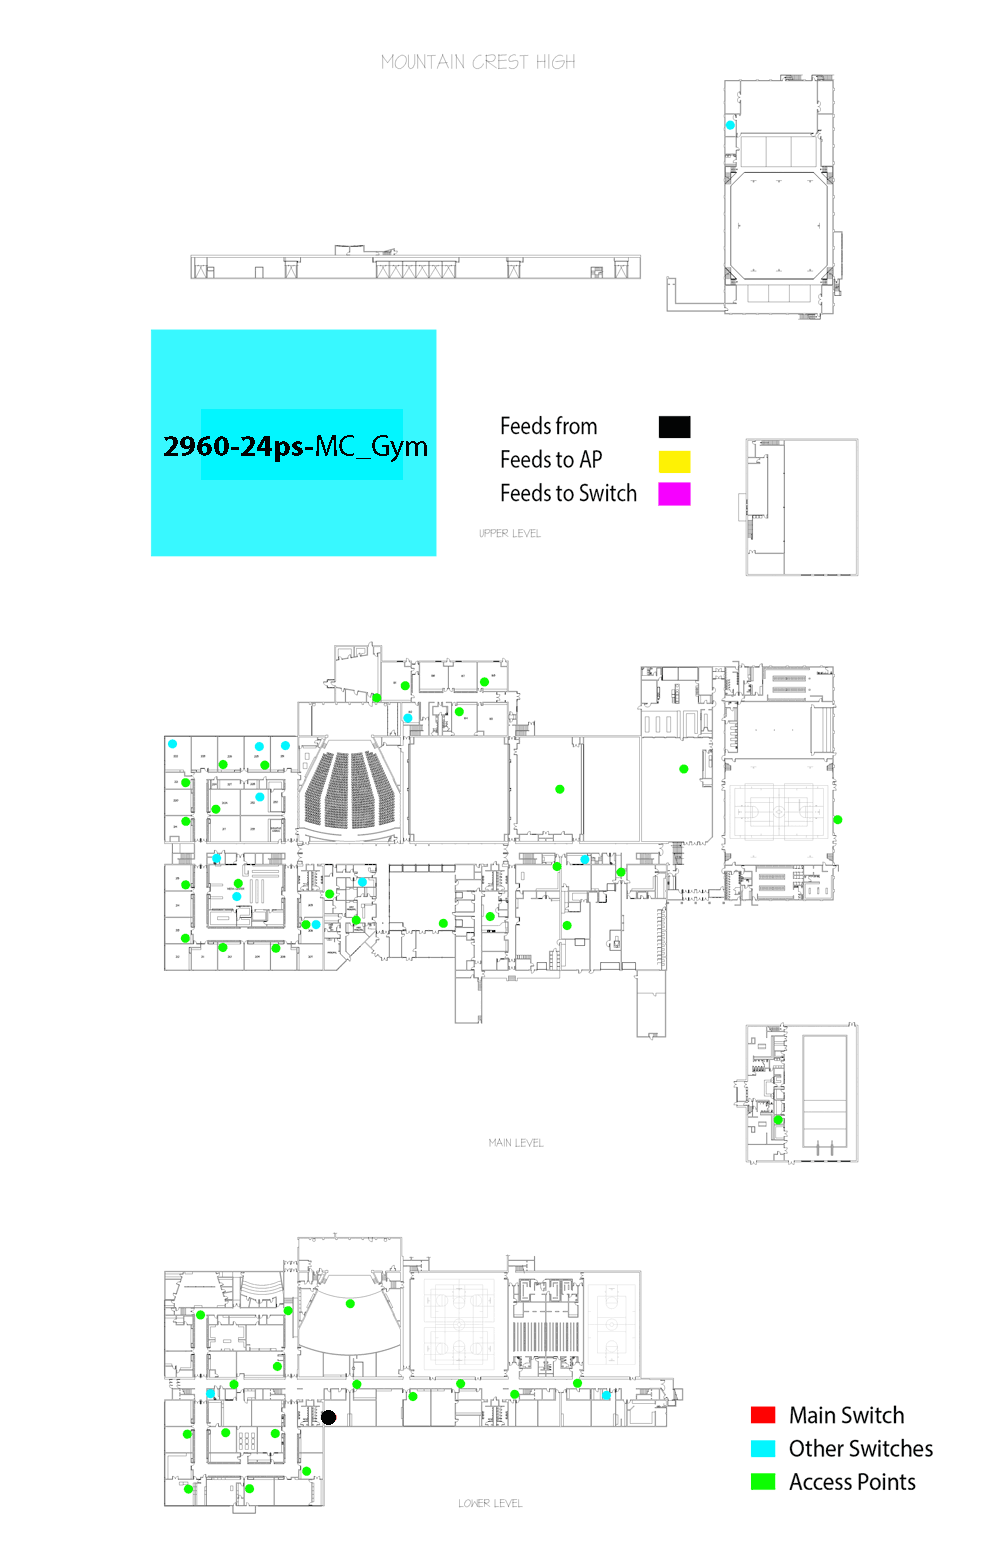 MOUNTAIN CREST HIGH
2960-24ps-MC_Gym
Feeds from
Feeds to AP
Feeds to Switch
UPPER LEVEL
MAIN LEVEL
Main Switch
Other Switches
Access Points
LOWER LEVEL